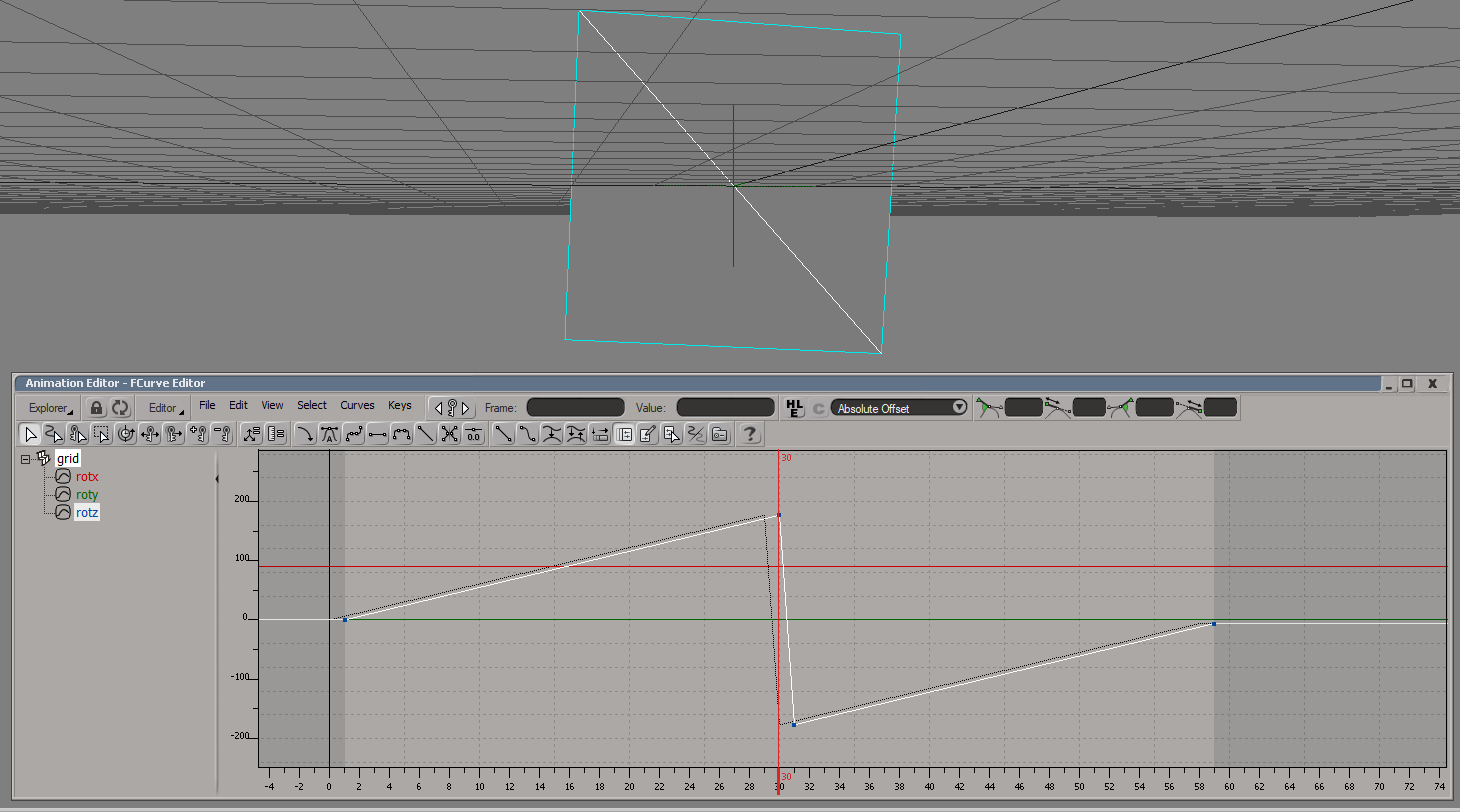 Animation Editor - FCurve Editor
Explorer Editor File Edit View Select Curves Keys Frame: Value: HLE C Absolute Offset
0.0 ?
grid
rotx
roty
rotz
30
200
100
0
-100
-200
30
-4 -2 0 2 4 6 8 10 12 14 16 18 20 22 24 26 28 30 32 34 36 38 40 42 44 46 48 50 52 54 56 58 60 62 64 66 68 70 72 74